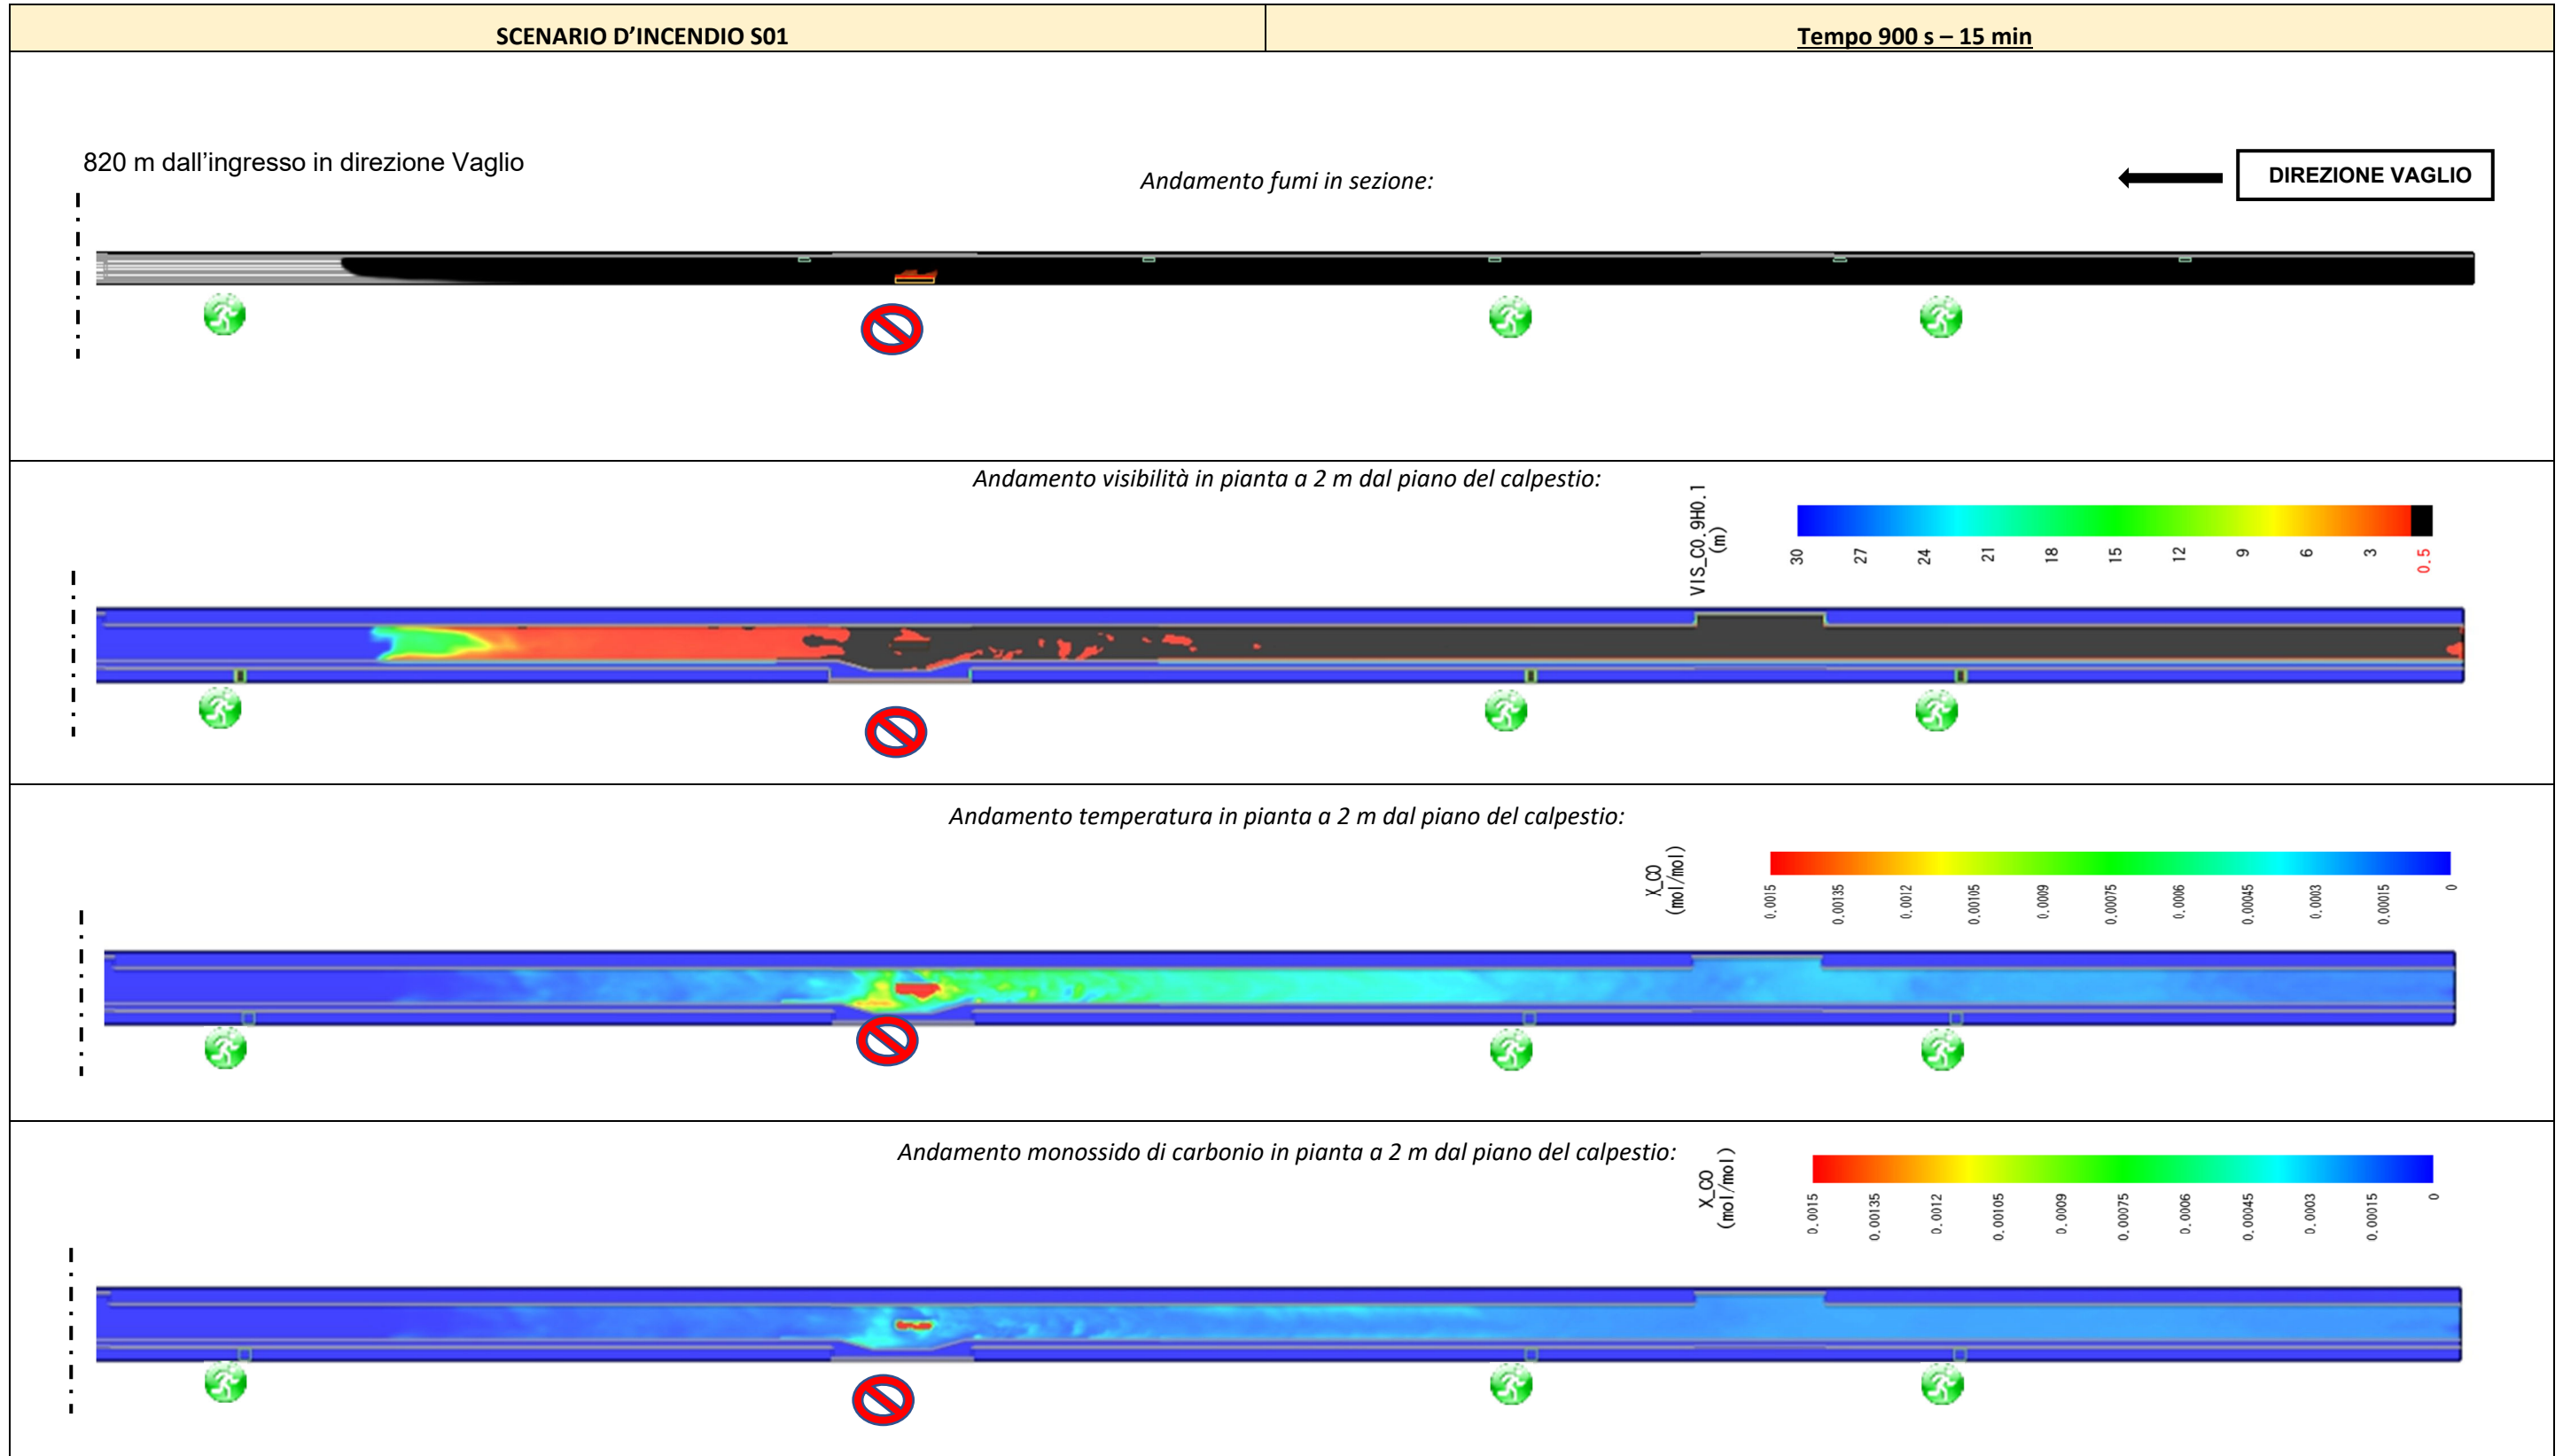 SCENARIO D’INCENDIO S01
Tempo 900 s – 15 min
820 m dall’ingresso in direzione Vaglio
Andamento fumi in sezione:
DIREZIONE VAGLIO
Andamento visibilità in pianta a 2 m dal piano del calpestio:
VIS_C0.9H0.1
(m)
30
27
24
21
18
15
12
9
6
3
0.5
Andamento temperatura in pianta a 2 m dal piano del calpestio:
X_CO
(mol/mol)
0.0015
0.00135
0.0012
0.00105
0.0009
0.00075
0.0006
0.00045
0.0003
0.00015
0
Andamento monossido di carbonio in pianta a 2 m dal piano del calpestio:
X_CO
(mol/mol)
0.0015
0.00135
0.0012
0.00105
0.0009
0.00075
0.0006
0.00045
0.0003
0.00015
0